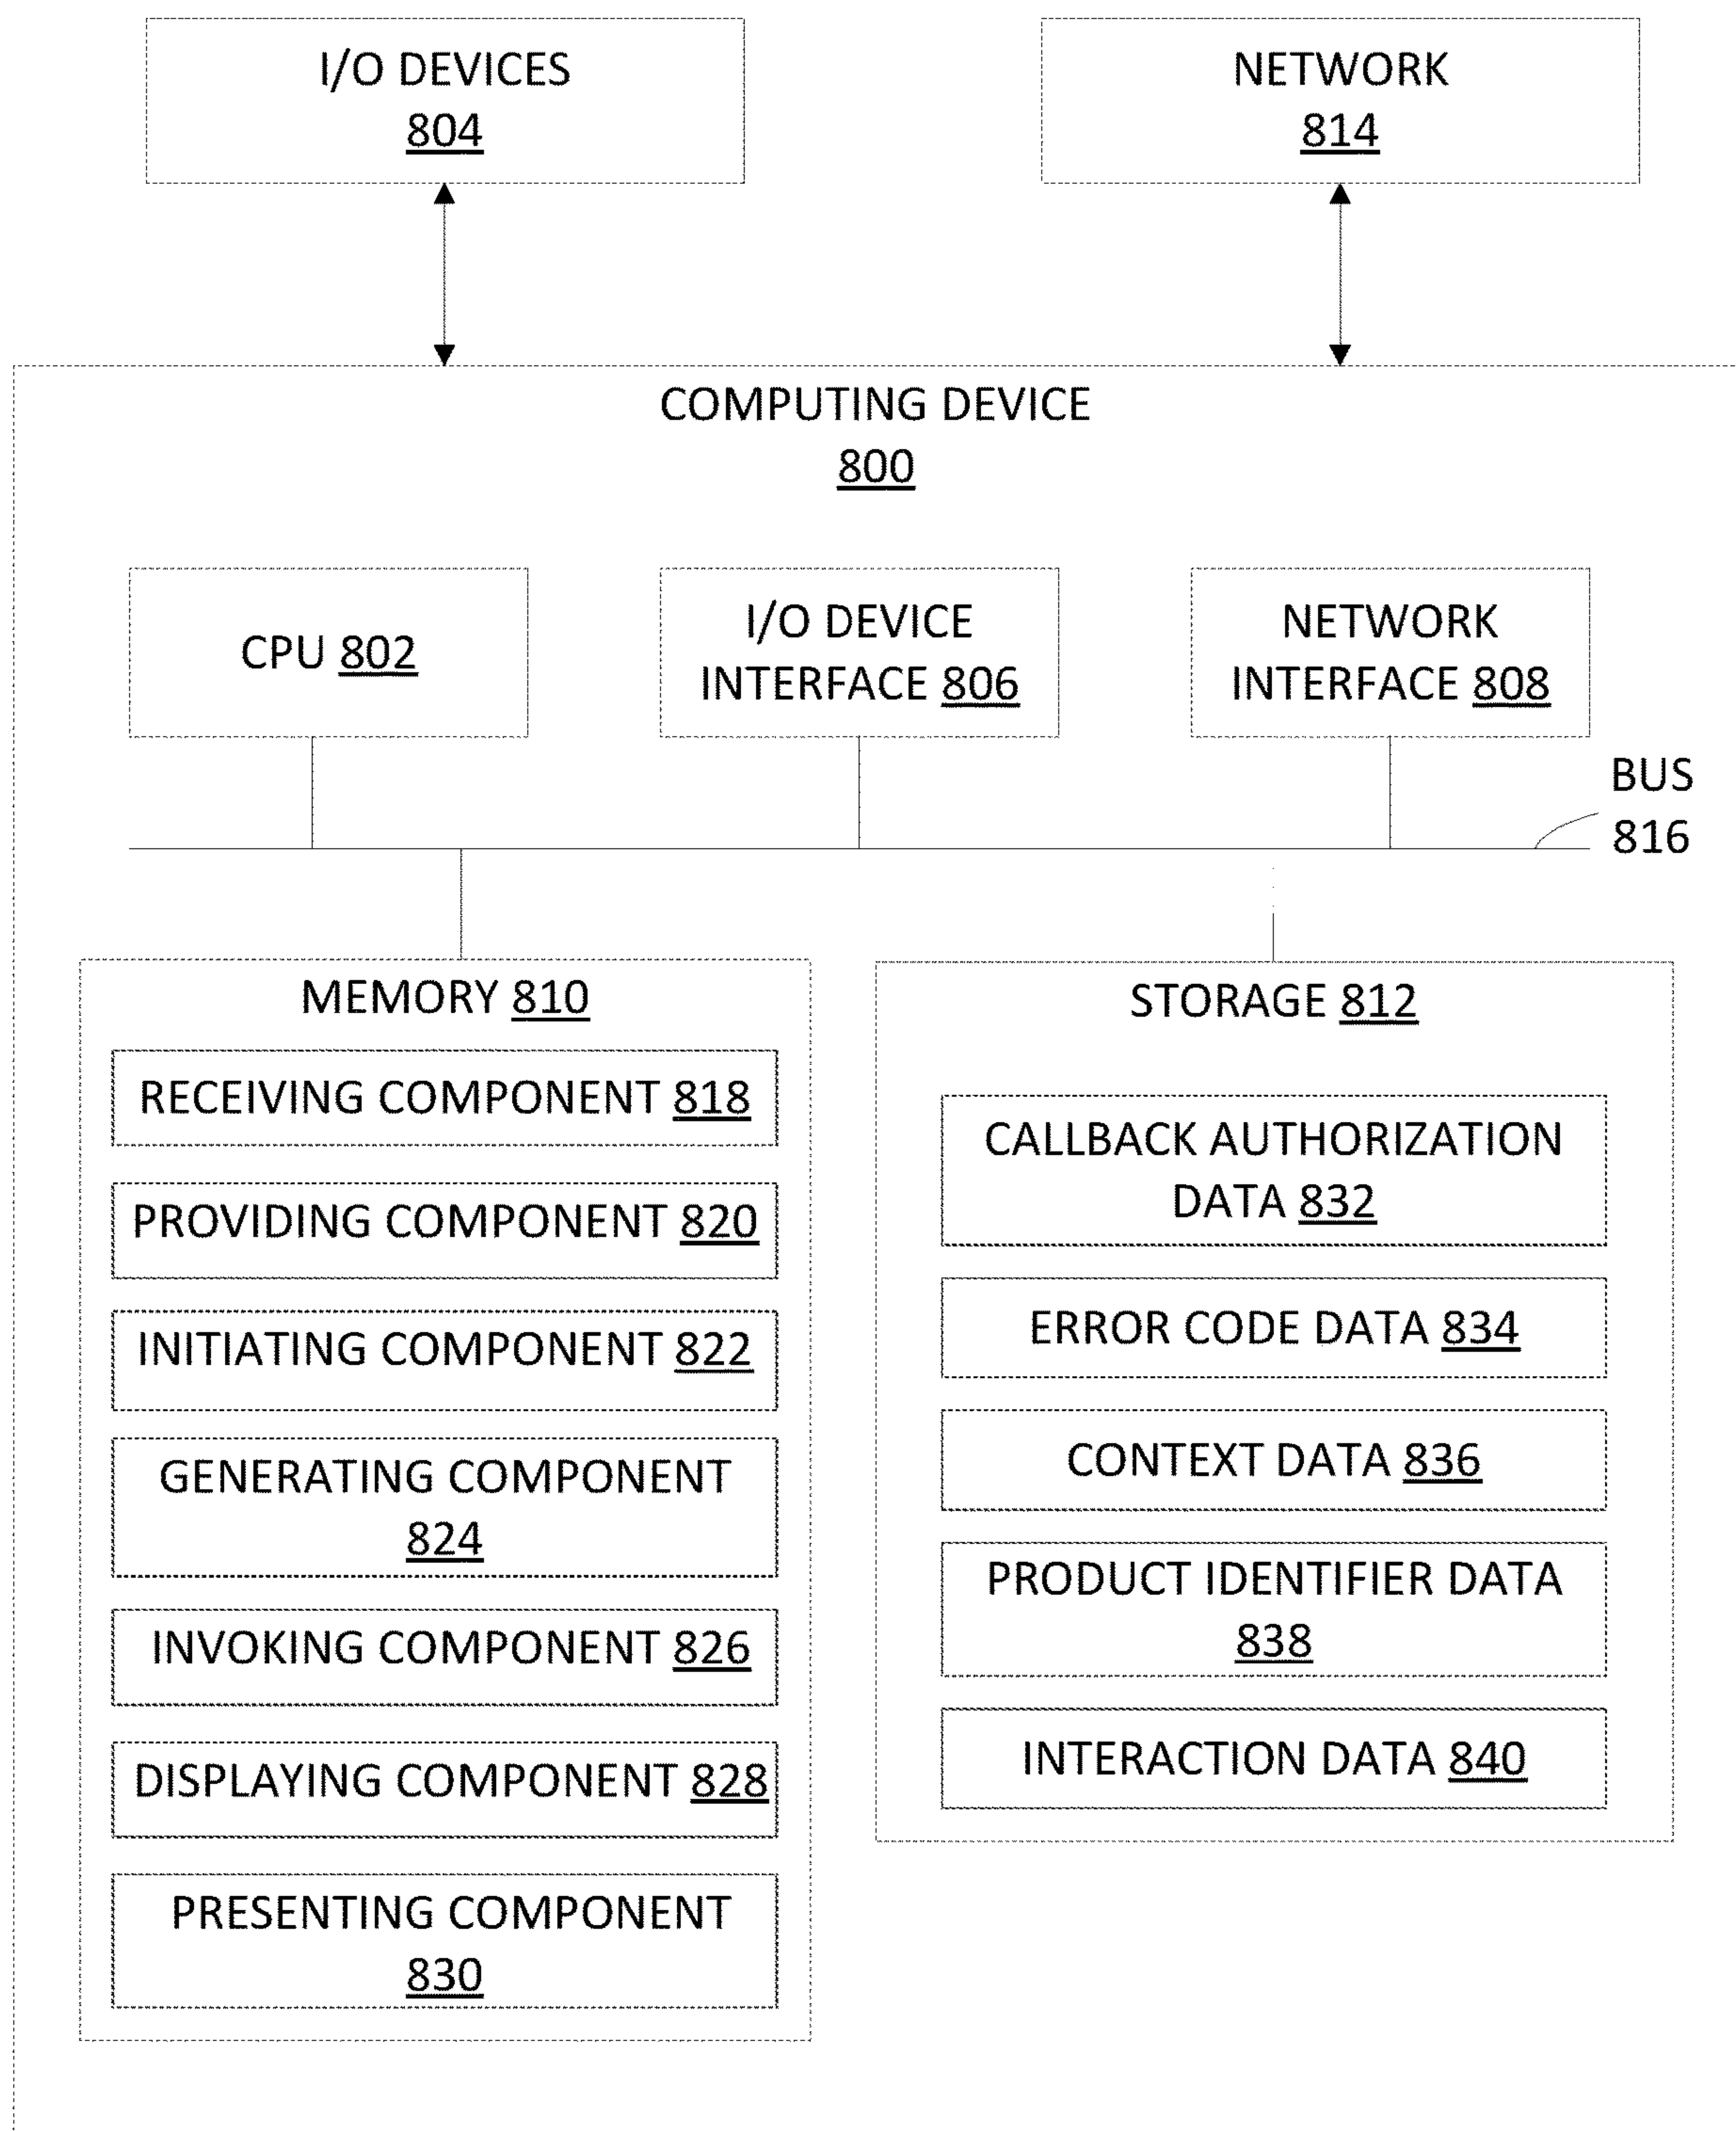 I/O DEVICES
804
NETWORK
814
COMPUTING DEVICE
800
CPU 802
I/O DEVICE
INTERFACE 806
NETWORK
INTERFACE 808
BUS
816
MEMORY 810
RECEIVING COMPONENT 818
PROVIDING COMPONENT 820
INITIATING COMPONENT 822
GENERATING COMPONENT
824
INVOKING COMPONENT 826
DISPLAYING COMPONENT 828
PRESENTING COMPONENT
830
STORAGE 812
CALLBACK AUTHORIZATION
DATA 832
ERROR CODE DATA 834
CONTEXT DATA 836
PRODUCT IDENTIFIER DATA
838
INTERACTION DATA 840